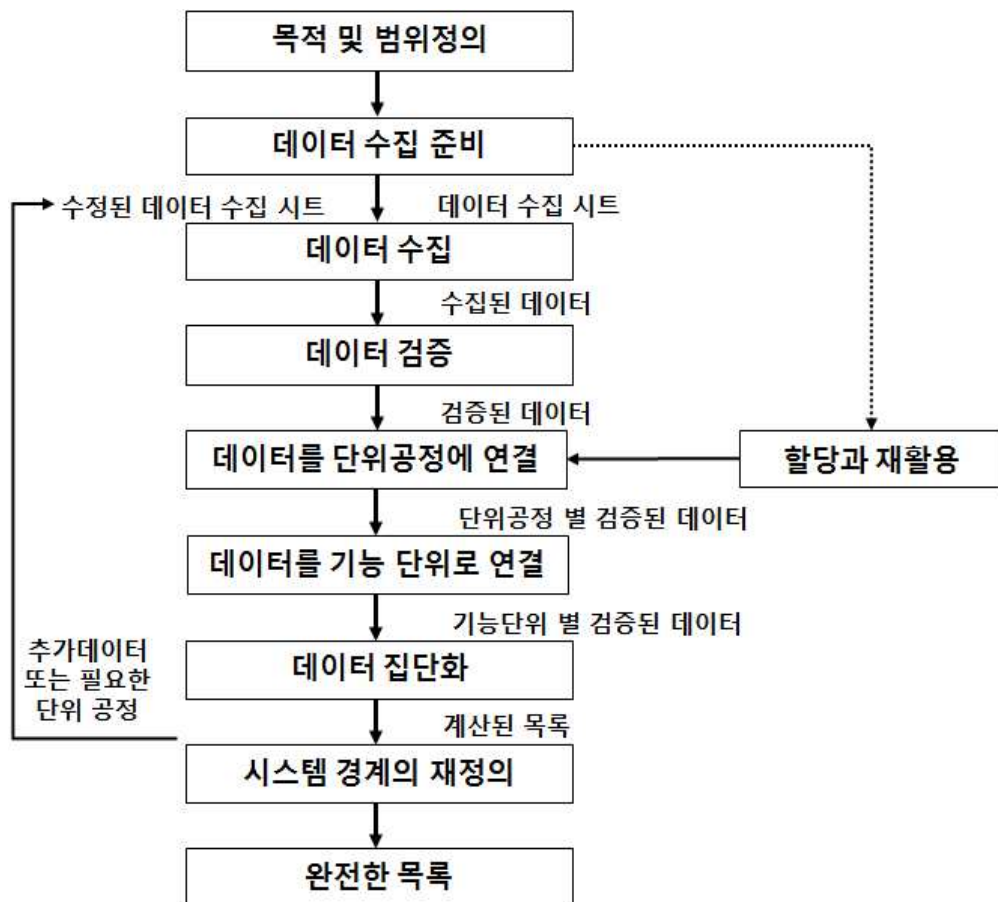 목적 및 범위정의
데이터 수집 준비
수정된 데이터 수집 시트
데이터 수집 시트
데이터 수집
수집된 데이터
데이터 검증
검증된 데이터
데이터를 단위공정에 연결
할당과 재활용
단위공정 별 검증된 데이터
데이터를 기능 단위로 연결
기능단위 별 검증된 데이터
추가데이터
또는 필요한
단위 공정
데이터 집단화
계산된 목록
시스템 경계의 재정의
완전한 목록